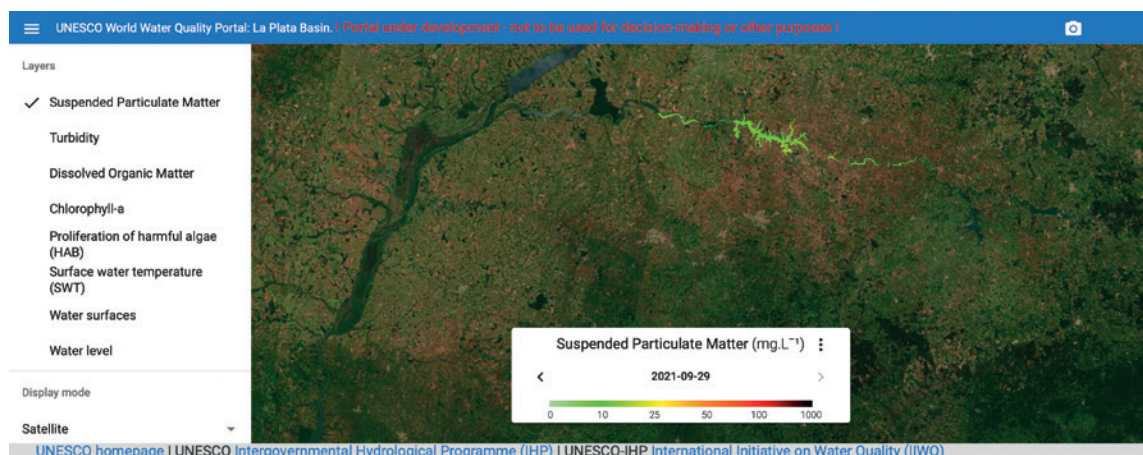 UNESCO World Water Quality Portal: La Plata Basin. ! Portal under development - not to be used for decision-making or other purposes !
Layers
Suspended Particulate Matter
Turbidity
Dissolved Organic Matter
Chlorophyll-a
Proliferation of harmful algae
(HAB)
Surface water temperature
(SWT)
Water surfaces
Water level
Display mode
Satellite
Suspended Particulate Matter (mg.L⁻¹)
2021-09-29
0 10 25 50 100 1000
UNESCO homepage | UNESCO Intergovernmental Hydrological Programme (IHP) | UNESCO-IHP International Initiative on Water Quality (IIWQ)